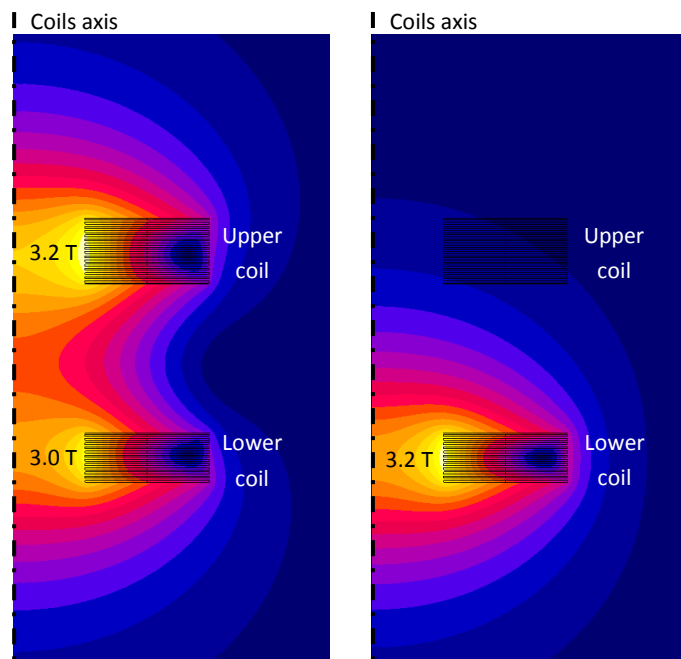 Coils axis
3.2 T
Upper
coil
3.0 T
Lower
coil
Coils axis
Upper
coil
3.2 T
Lower
coil